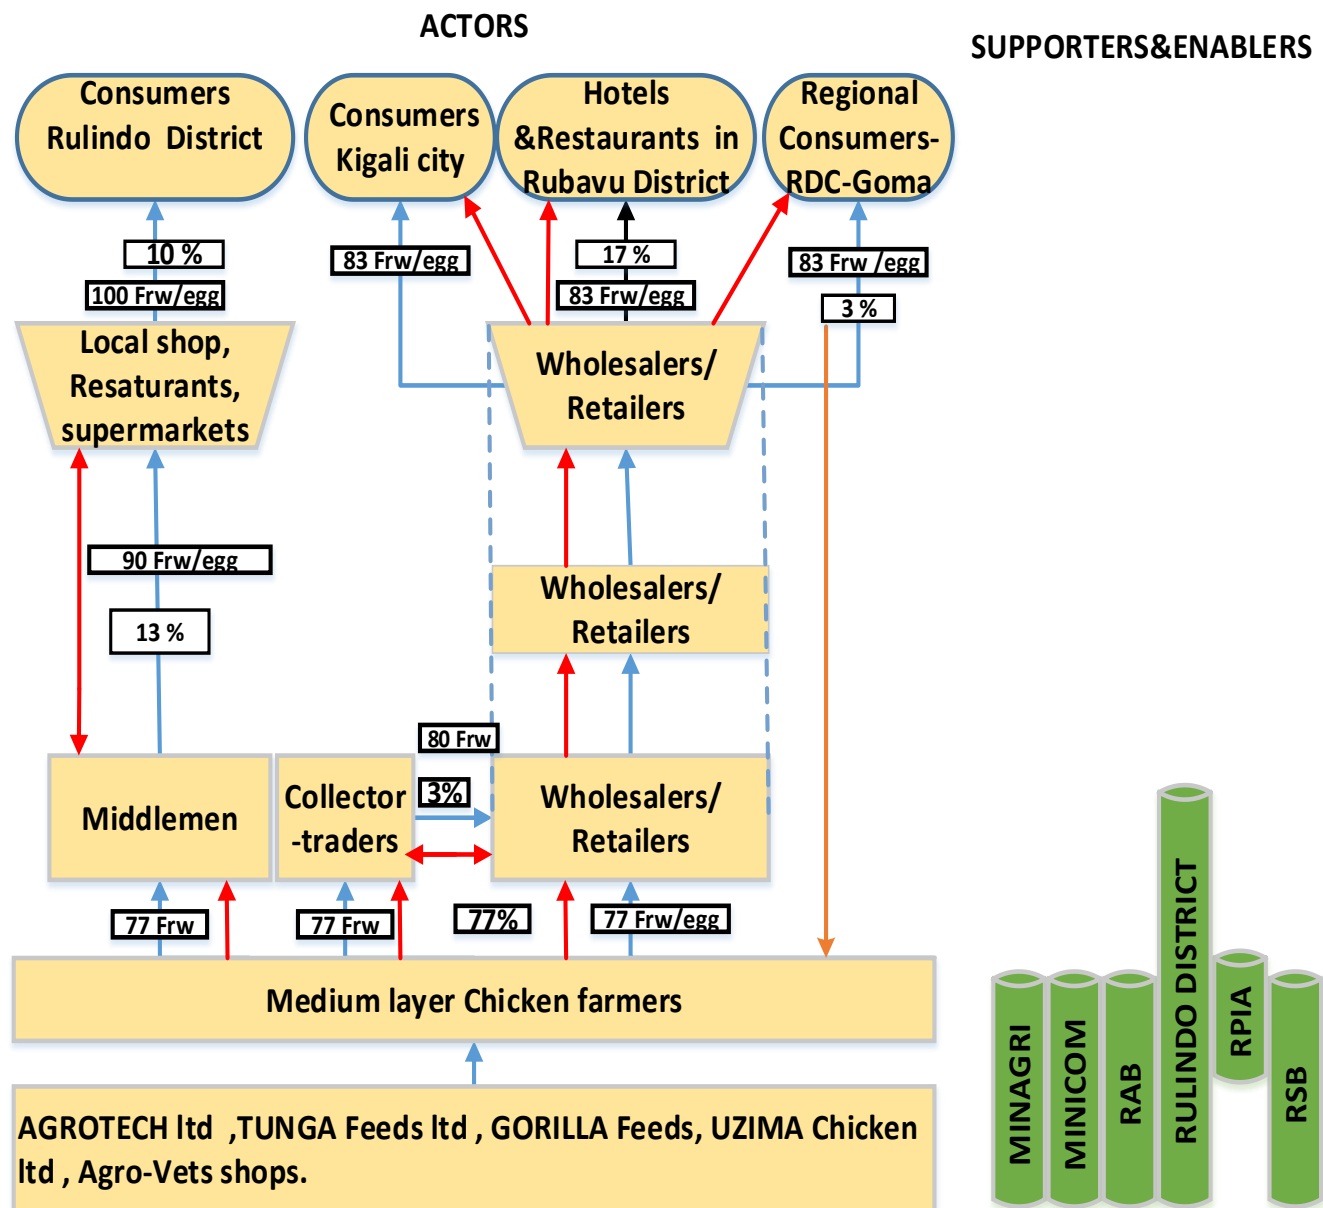 ACTORS
SUPPORTERS&ENABLERS
Consumers
Rulindo District
Consumers
Kigali city
Hotels
&Restaurants in
Rubavu District
Regional
Consumers-
RDC-Goma
10 %
100 Frw/egg
83 Frw/egg
17 %
83 Frw/egg
83 Frw /egg
3 %
Local shop,
Resaturants,
supermarkets
Wholesalers/
Retailers
90 Frw/egg
13 %
Wholesalers/
Retailers
80 Frw
3%
Middlemen
Collector
-traders
Wholesalers/
Retailers
77 Frw
77 Frw
77%
77 Frw/egg
Medium layer Chicken farmers
AGROTECH ltd ,TUNGA Feeds ltd , GORILLA Feeds, UZIMA Chicken
ltd , Agro-Vets shops.
MINAGRI
MINICOM
RAB
RULINDO DISTRICT
RPIA
RSB